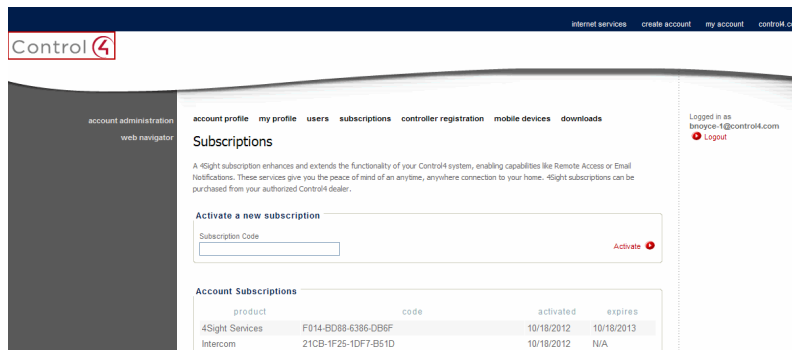 internet services create account my account control4.co
Control 4
account administration
web navigator
account profile my profile users subscriptions controller registration mobile devices downloads
Subscriptions
A 4Sight subscription enhances and extends the functionality of your Control4 system, enabling capabilities like Remote Access or Email
Notifications. These services give you the peace of mind of an anytime, anywhere connection to your home. 4Sight subscriptions can be
purchased from your authorized Control4 dealer.
Activate a new subscription
Subscription Code
Activate
Account Subscriptions
product code activated expires
4Sight Services F014-BD88-6386-DB6F 10/18/2012 10/18/2013
Intercom 21CB-1F25-1DF7-B51D 10/18/2012 N/A
Logged in as
bnoyce-1@control4.com
Logout